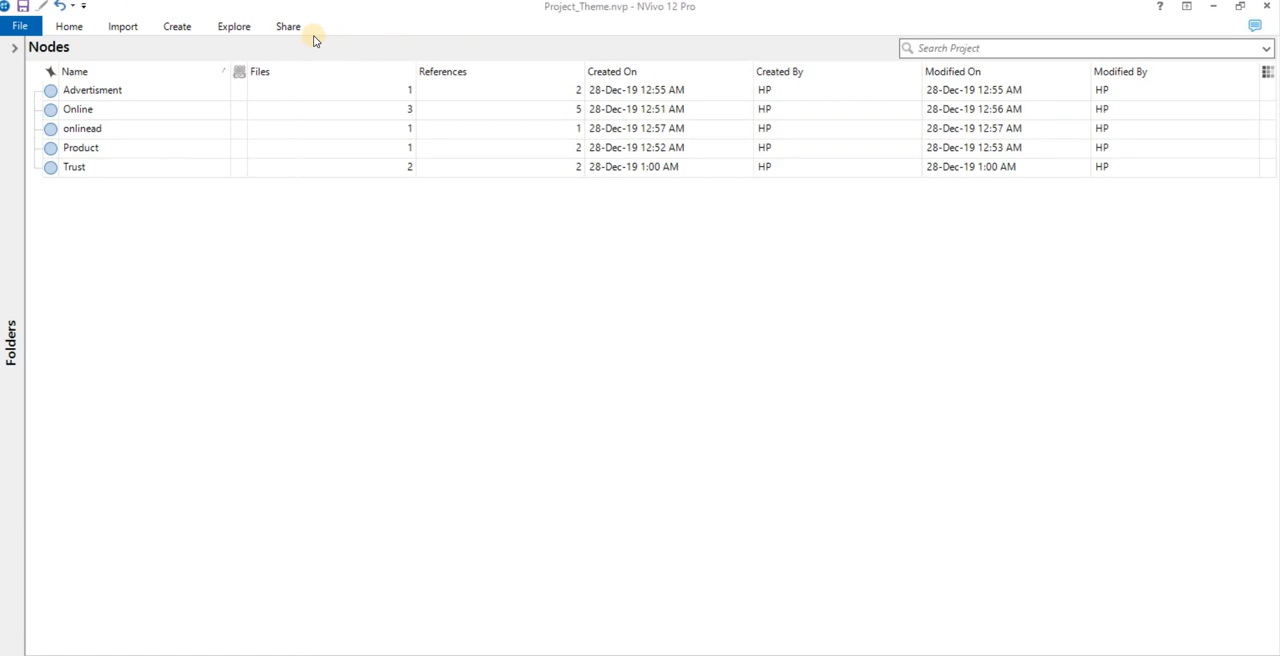 Project_Theme.nvp - NVivo 12 Pro
File Home Import Create Explore Share
Nodes Search Project
Name Files References Created On Created By Modified On Modified By
Advertisment 1 2 28-Dec-19 12:55 AM HP 28-Dec-19 12:55 AM HP
Online 3 5 28-Dec-19 12:51 AM HP 28-Dec-19 12:56 AM HP
onlinead 1 1 28-Dec-19 12:57 AM HP 28-Dec-19 12:57 AM HP
Product 1 2 28-Dec-19 12:52 AM HP 28-Dec-19 12:53 AM HP
Trust 2 2 28-Dec-19 1:00 AM HP 28-Dec-19 1:00 AM HP
Folders